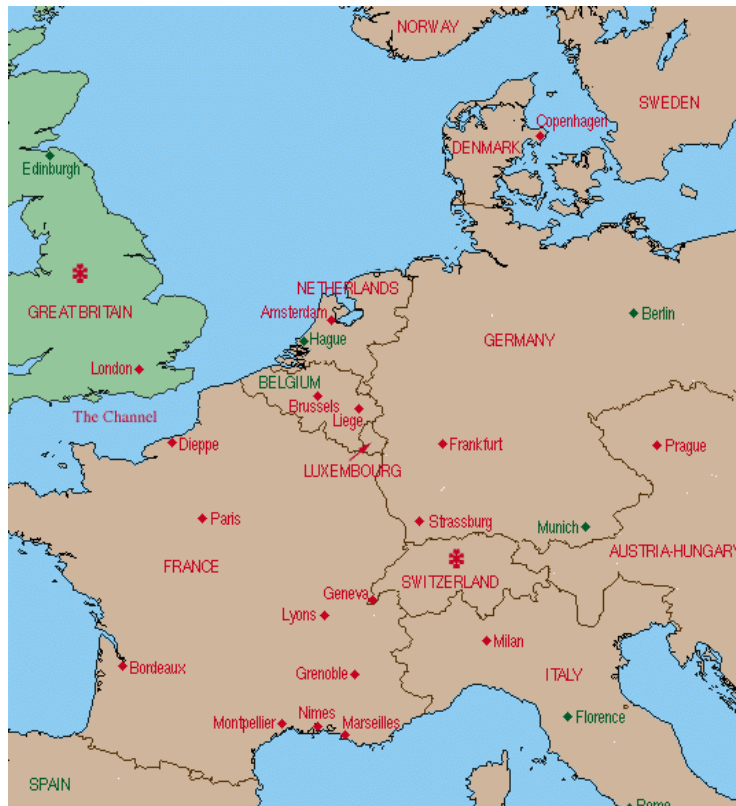 NORWAY
SWEDEN
Copenhagen
DENMARK
Edinburgh
NETHERLANDS
GREAT BRITAIN
Amsterdam
Berlin
Hague
GERMANY
London
BELGIUM
Brussels
The Channel
Liege
Dieppe
Frankfurt
Prague
LUXEMBOURG
Paris
Strassburg
Munich
AUSTRIA-HUNGARY
FRANCE
SWITZERLAND
Geneva
Lyons
Milan
Bordeaux
Grenoble
ITALY
Nimes
Florence
Montpellier
Marseilles
SPAIN
Rome